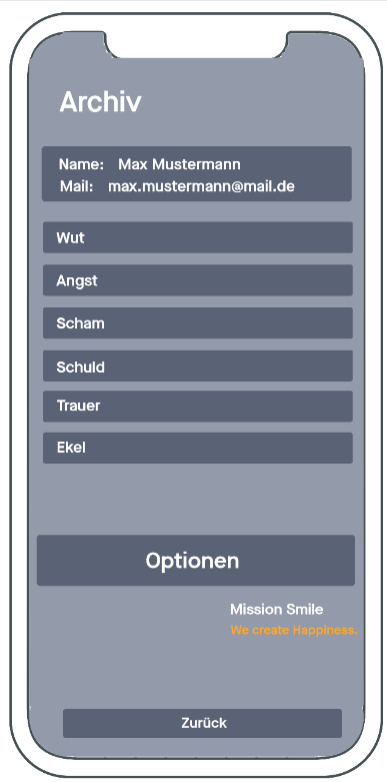 Archiv
Name: Max Mustermann
Mail: max.mustermann@mail.de
Wut
Angst
Scham
Schuld
Trauer
Ekel
Optionen
Mission Smile
We create Happiness.
Zurück